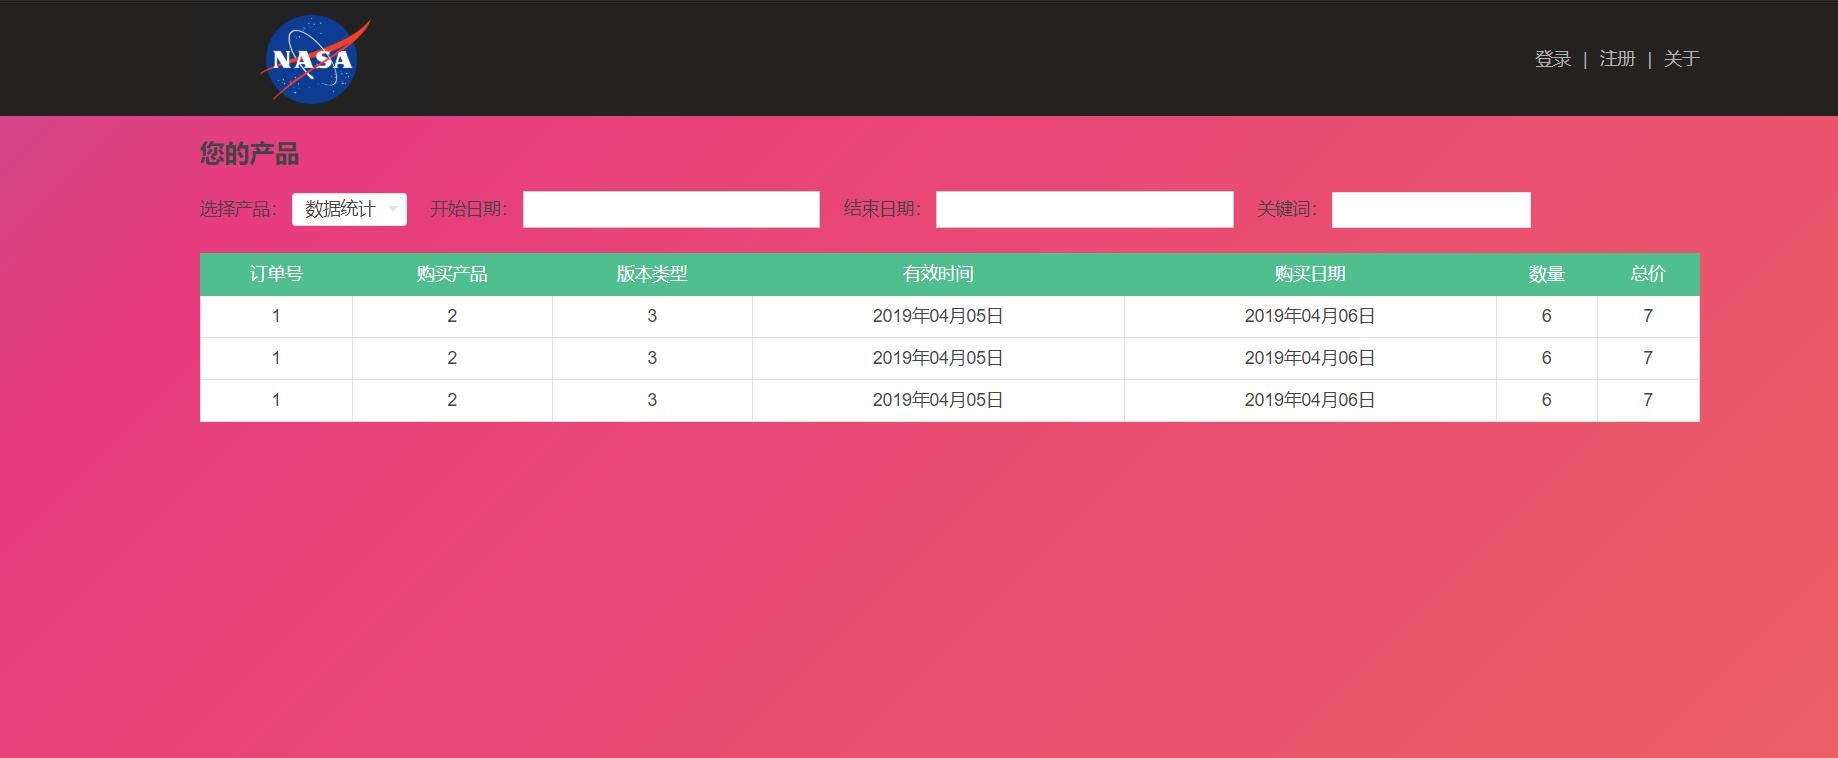 NASA
登录 | 注册 | 关于
您的产品
选择产品： 数据统计 开始日期： 结束日期： 关键词：
订单号 购买产品 版本类型 有效时间 购买日期 数量 总价
1 2 3 2019年04月05日 2019年04月06日 6 7
1 2 3 2019年04月05日 2019年04月06日 6 7
1 2 3 2019年04月05日 2019年04月06日 6 7